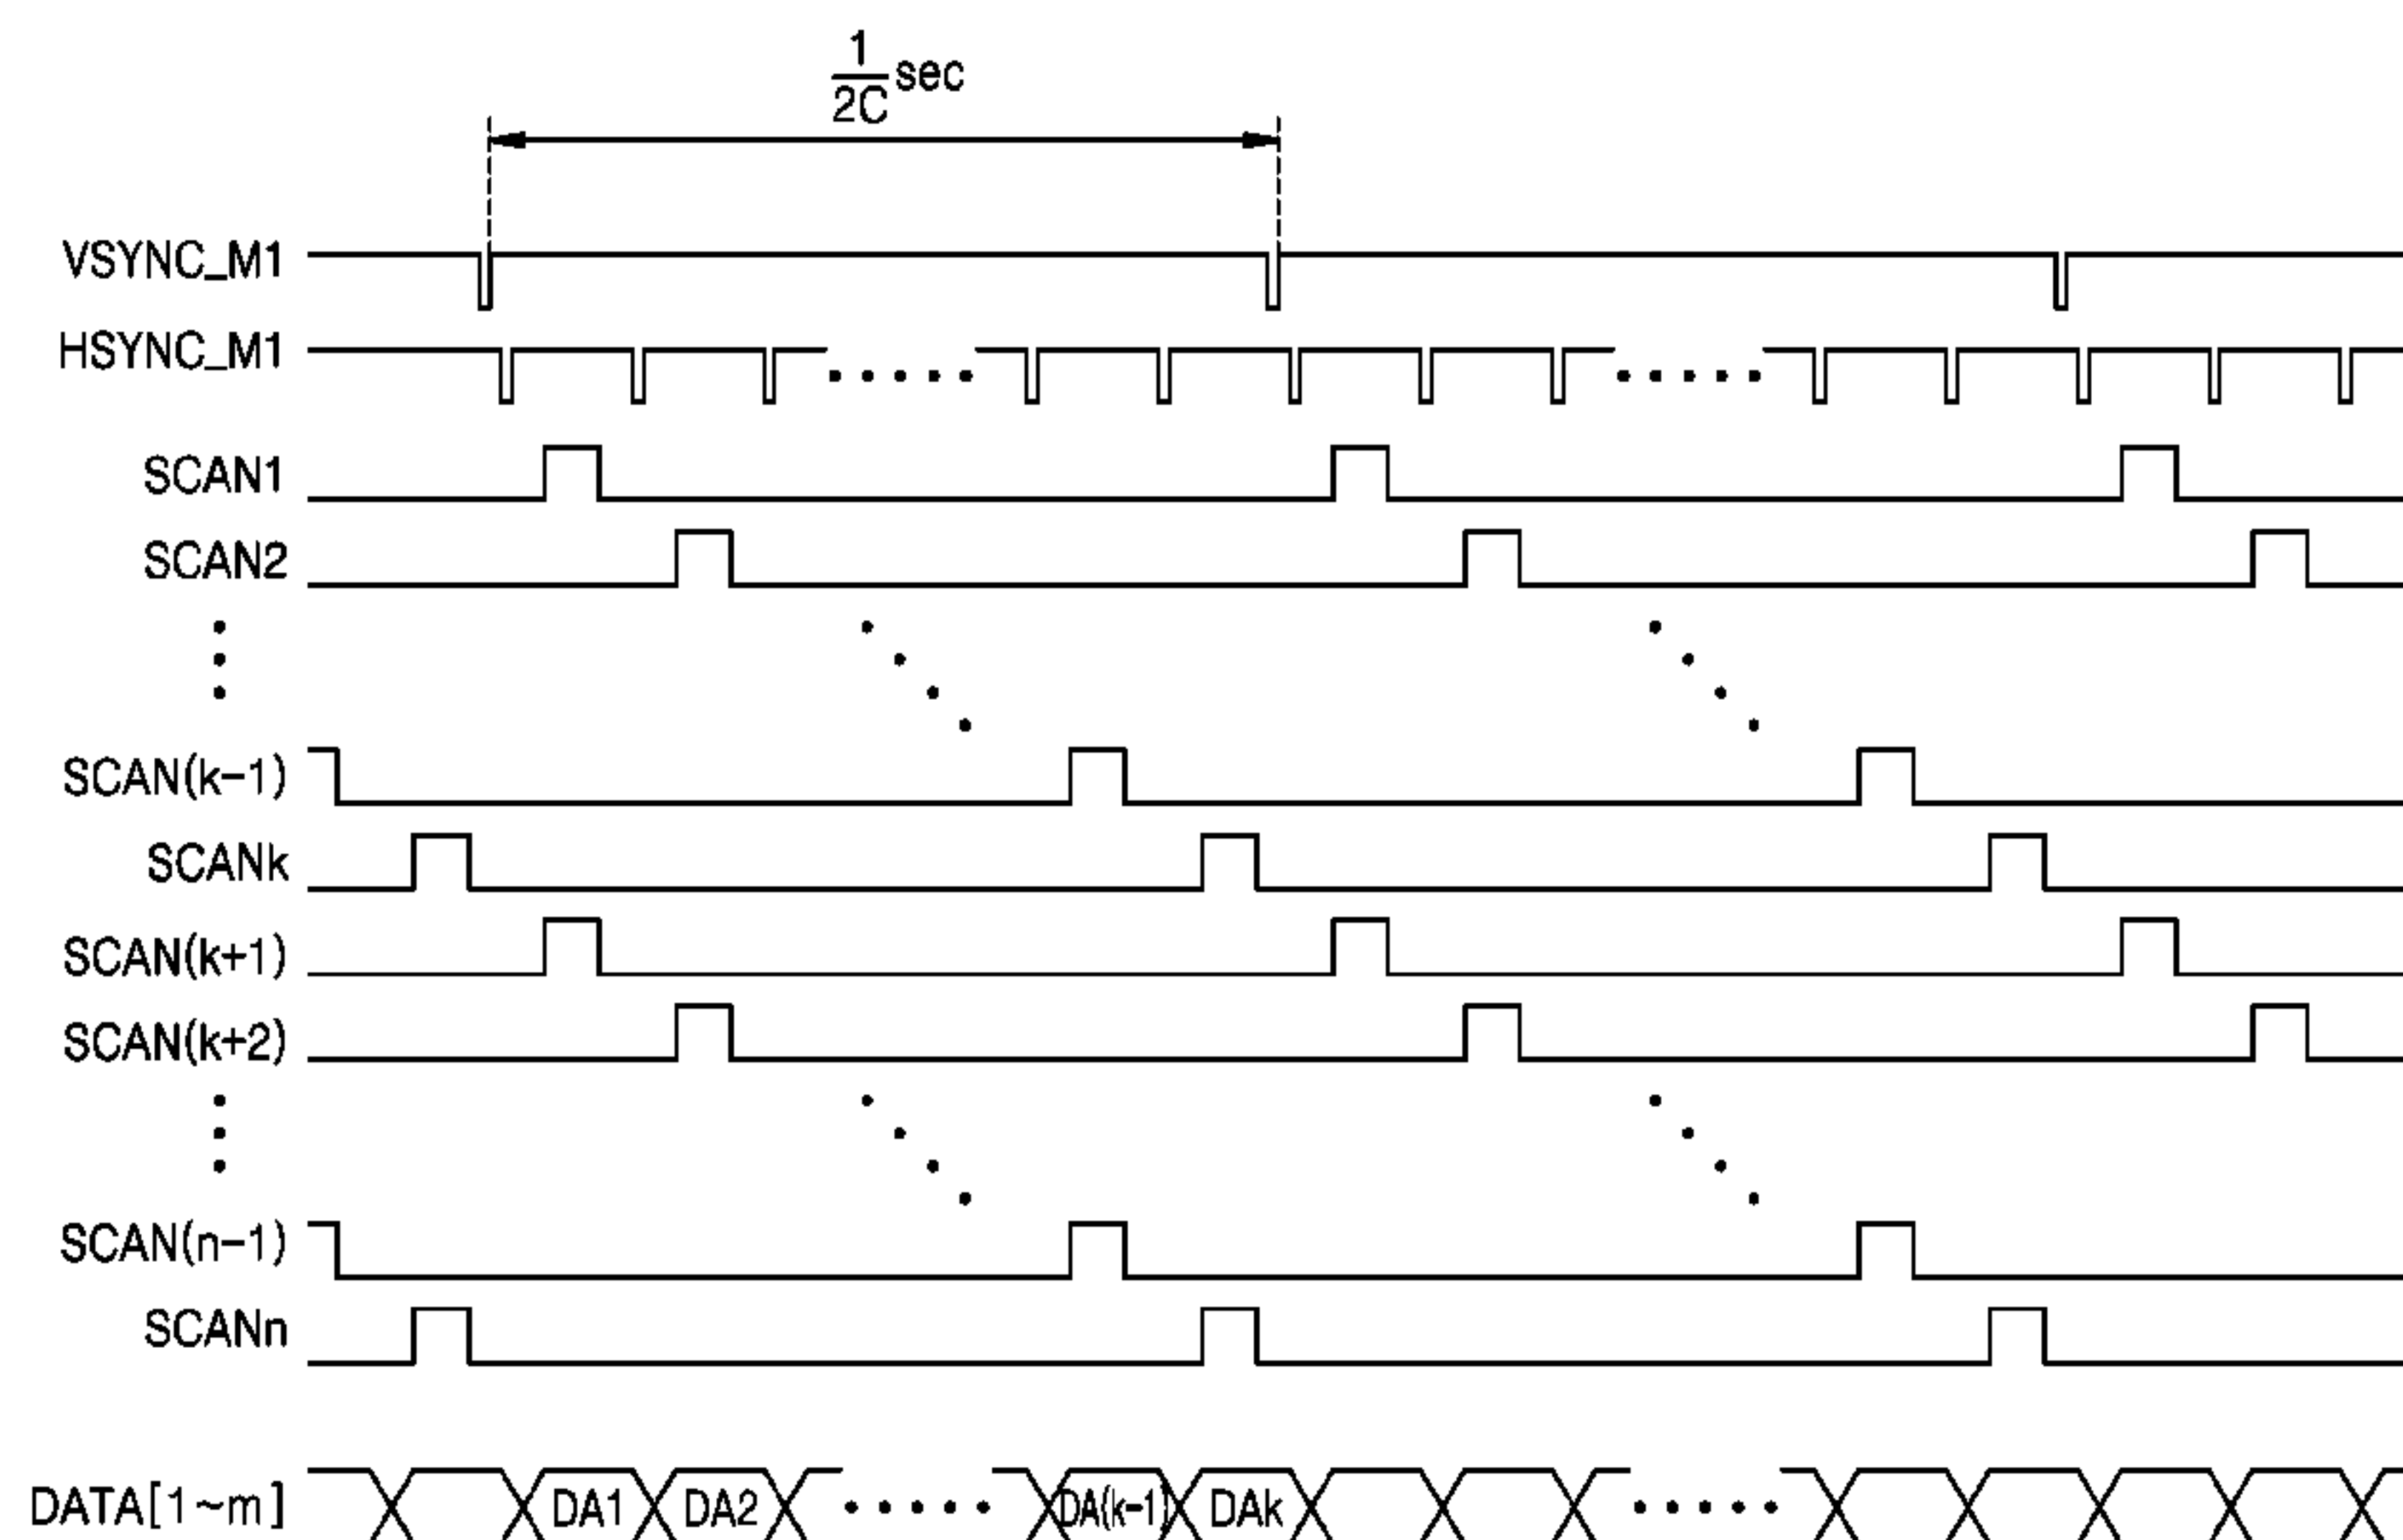 1
2C
sec
VSYNC_M1
HSYNC_M1
SCAN1
SCAN2
SCAN(k-1)
SCANk
SCAN(k+1)
SCAN(k+2)
SCAN(n-1)
SCANn
DATA[1~m] DA1 DA2 DA(k-1) DAk